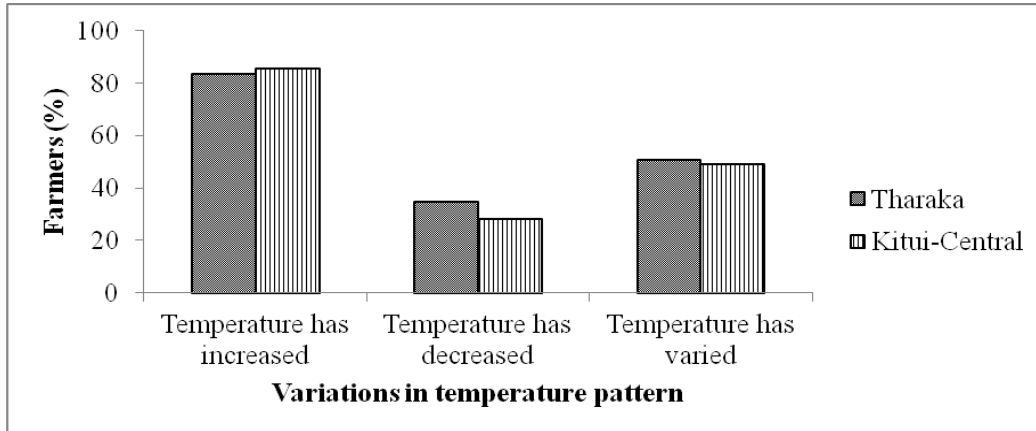 100
80
60
40
20
0
Farmers (%)
Temperature has
increased
Temperature has
decreased
Temperature has
varied
Variations in temperature pattern
Tharaka
Kitui-Central